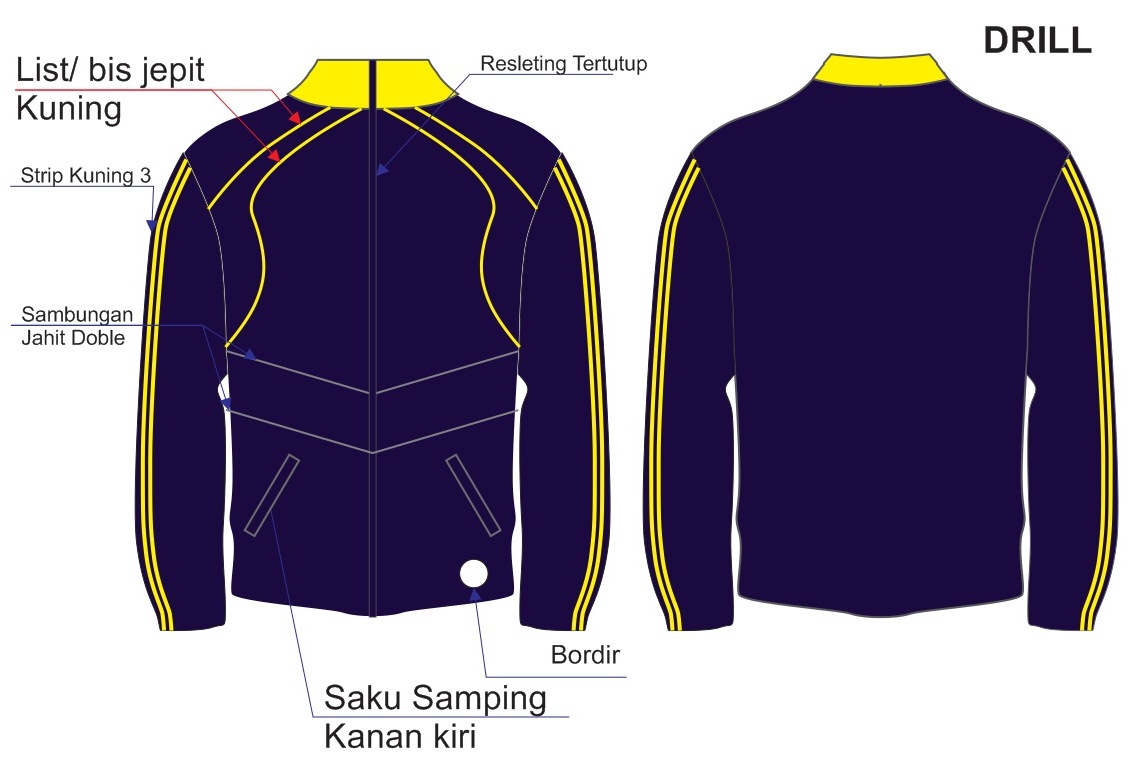 DRILL
List/ bis jepit
Kuning
Resleting Tertutup
Strip Kuning 3
Sambungan
Jahit Doble
Bordir
Saku Samping
Kanan kiri